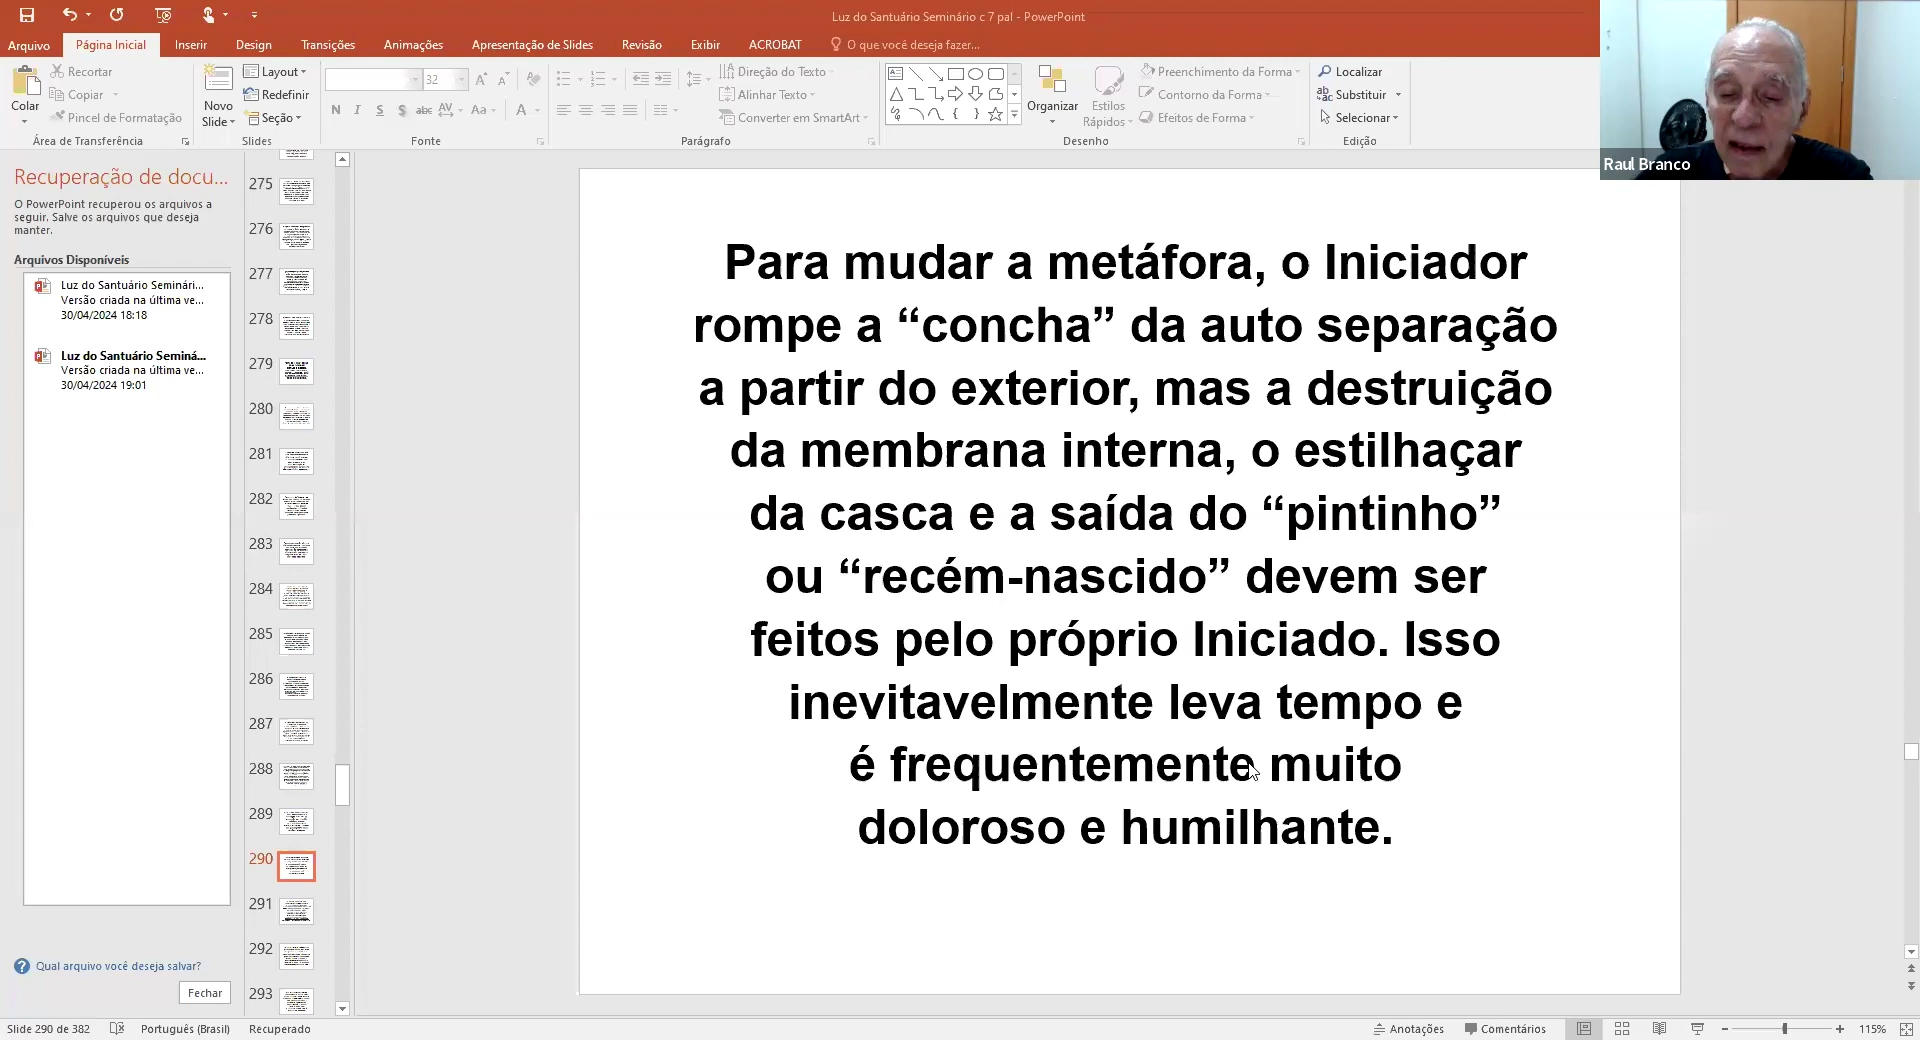 Luz do Santuário Seminário c 7 pal - PowerPoint
Arquivo Página Inicial Inserir Design Transições Animações Apresentação de Slides Revisão Exibir ACROBAT O que você deseja fazer...
Colar
Recortar
Copiar
Pincel de Formatação
Área de Transferência
Novo
Slide
Layout
Redefinir
Seção
Slides
32
N I S S abc AV Aa A
Fonte
Direção do Texto
Alinhar Texto
Converter em SmartArt
Parágrafo
Organizar
Estilos
Rápidos
Preenchimento da Forma
Contorno da Forma
Efeitos de Forma
Desenho
Localizar
Substituir
Selecionar
Edição
Raul Branco
Recuperação de docu...
O PowerPoint recuperou os arquivos a
seguir. Salve os arquivos que deseja
manter.
Arquivos Disponíveis
Luz do Santuário Seminári...
Versão criada na última ve...
30/04/2024 18:18
Luz do Santuário Seminá...
Versão criada na última ve...
30/04/2024 19:01
Qual arquivo você deseja salvar?
Fechar
275
276
277
278
279
280
281
282
283
284
285
286
287
288
289
290
291
292
293
Para mudar a metáfora, o Iniciador
rompe a “concha” da auto separação
a partir do exterior, mas a destruição
da membrana interna, o estilhaçar
da casca e a saída do “pintinho”
ou “recém-nascido” devem ser
feitos pelo próprio Iniciado. Isso
inevitavelmente leva tempo e
é frequentemente muito
doloroso e humilhante.
Slide 290 de 382 Português (Brasil) Recuperado Anotações Comentários 115%